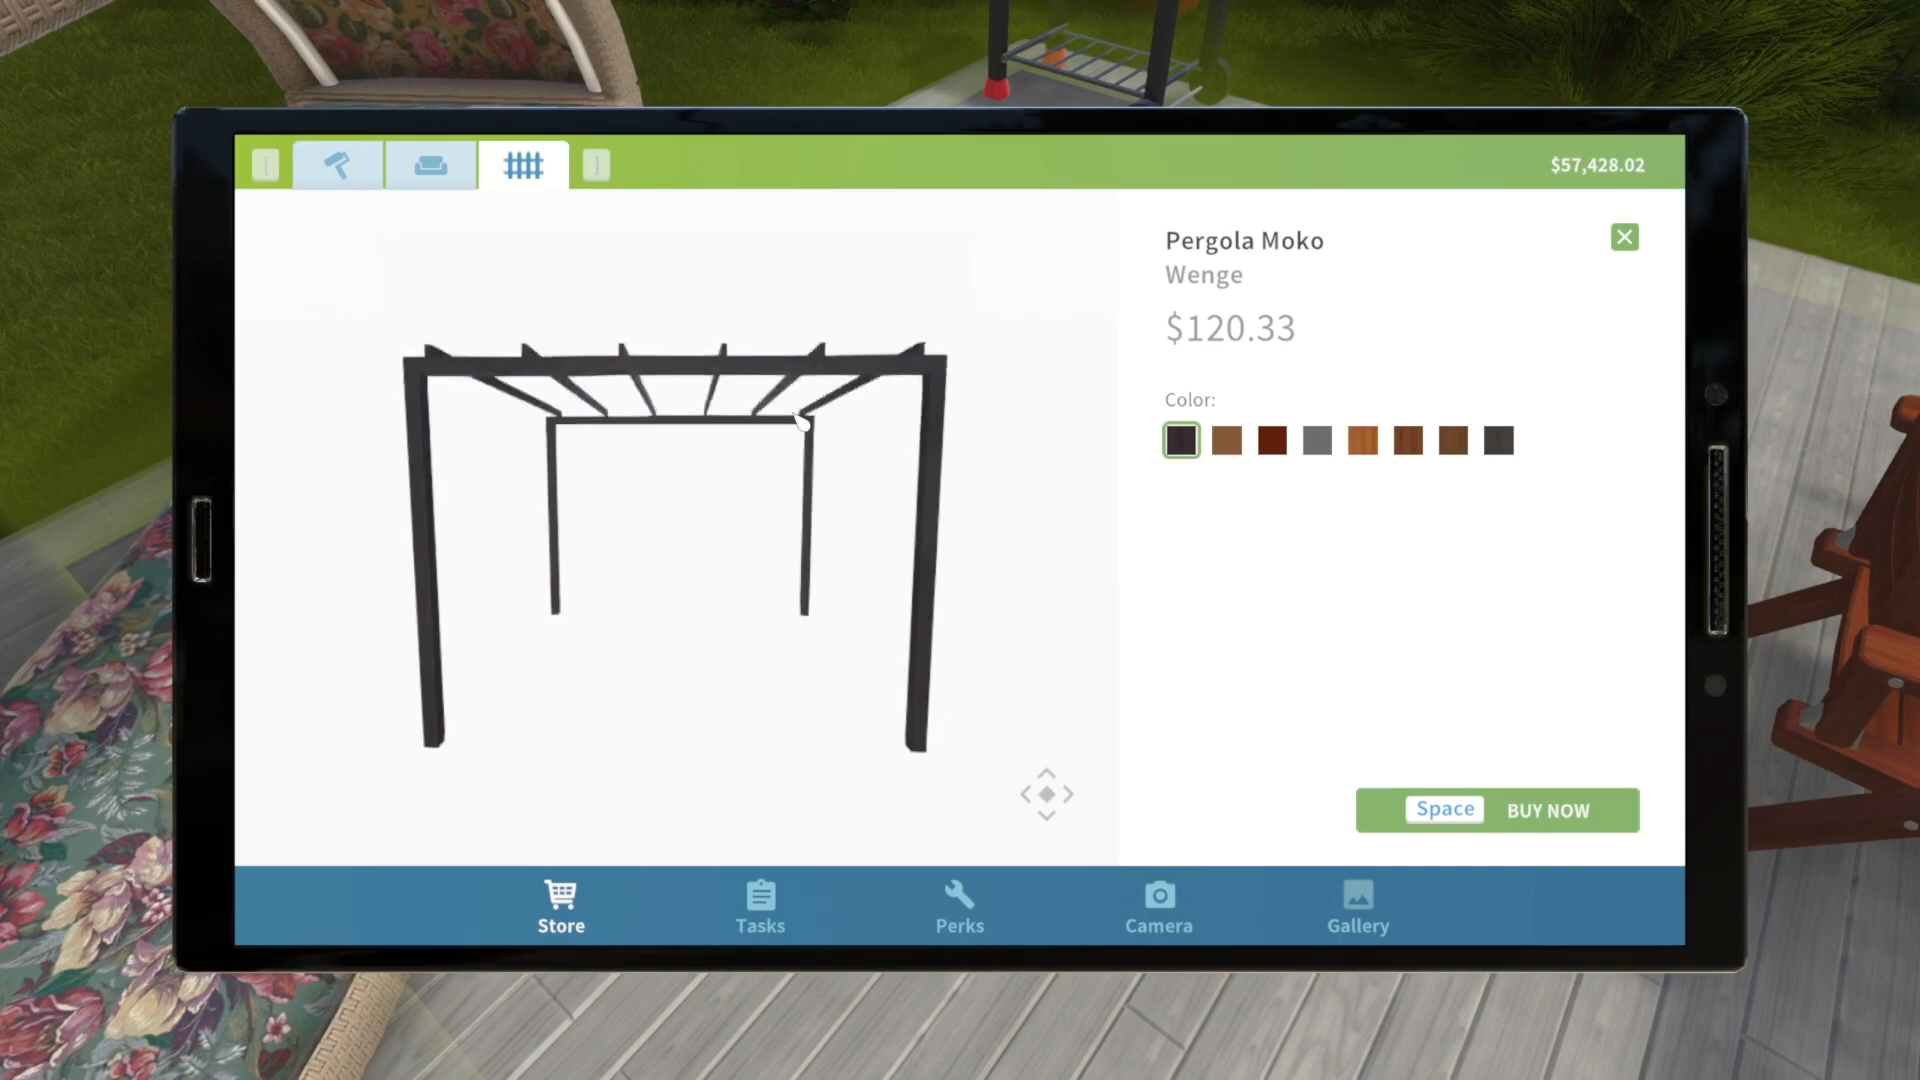 [
]
$57,428.02
Pergola Moko
Wenge
$120.33
Color:
Space BUY NOW
Store
Tasks
Perks
Camera
Gallery